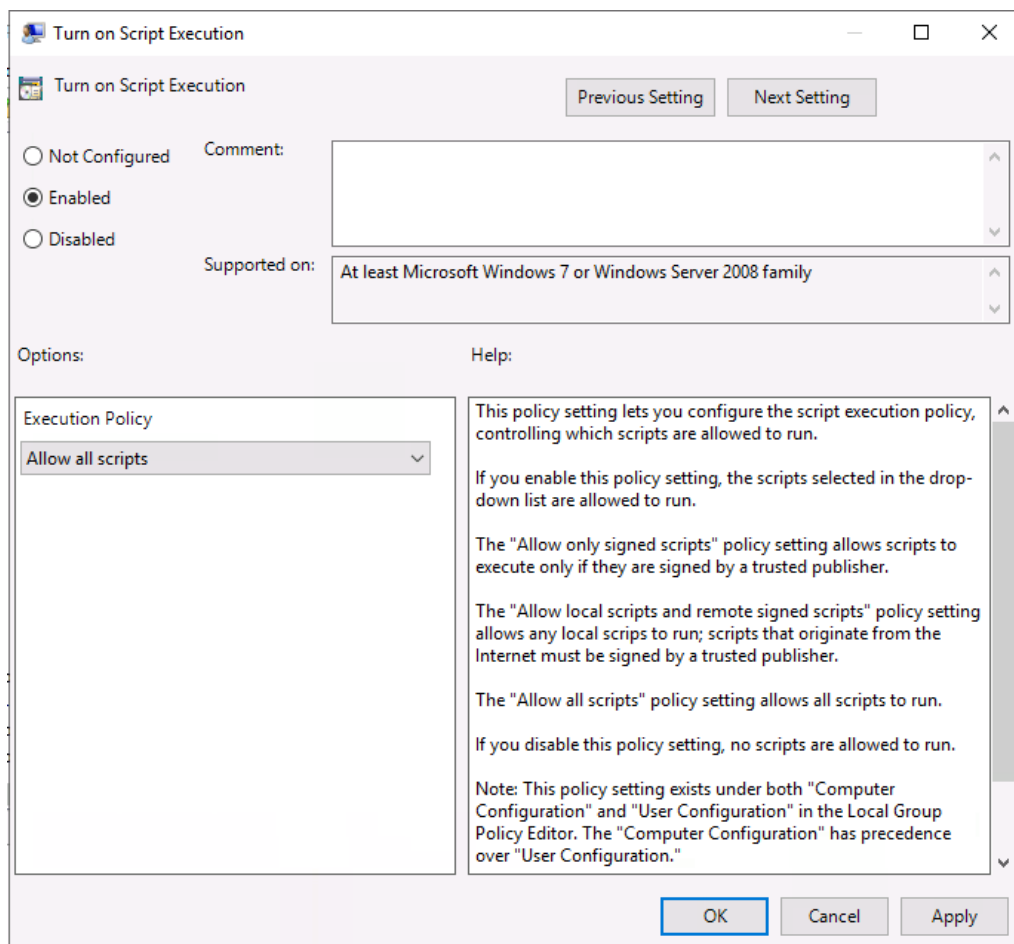 Turn on Script Execution
Turn on Script Execution
Previous Setting
Next Setting
Not Configured
Comment:
Enabled
Disabled
Supported on:
At least Microsoft Windows 7 or Windows Server 2008 family
Options:
Help:
Execution Policy
Allow all scripts
This policy setting lets you configure the script execution policy,
controlling which scripts are allowed to run.
If you enable this policy setting, the scripts selected in the drop-
down list are allowed to run.
The "Allow only signed scripts" policy setting allows scripts to
execute only if they are signed by a trusted publisher.
The "Allow local scripts and remote signed scripts" policy setting
allows any local scrips to run; scripts that originate from the
Internet must be signed by a trusted publisher.
The "Allow all scripts" policy setting allows all scripts to run.
If you disable this policy setting, no scripts are allowed to run.
Note: This policy setting exists under both "Computer
Configuration" and "User Configuration" in the Local Group
Policy Editor. The "Computer Configuration" has precedence
over "User Configuration."
OK
Cancel
Apply